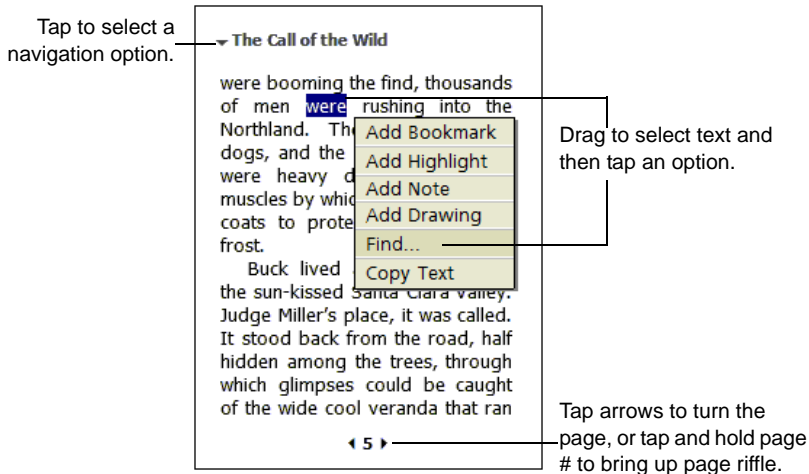 Tap to select a
navigation option.
The Call of the Wild
were booming the find, thousands
of men were rushing into the
Northland. The
dogs, and the
were heavy d
muscles by whic
coats to prote
frost.
Buck lived
the sun-kissed Santa Clara Valley.
Judge Miller's place, it was called.
It stood back from the road, half
hidden among the trees, through
which glimpses could be caught
of the wide cool veranda that ran
5
Add Bookmark
Add Highlight
Add Note
Add Drawing
Find...
Copy Text
Drag to select text and
then tap an option.
Tap arrows to turn the
page, or tap and hold page
# to bring up page riffle.